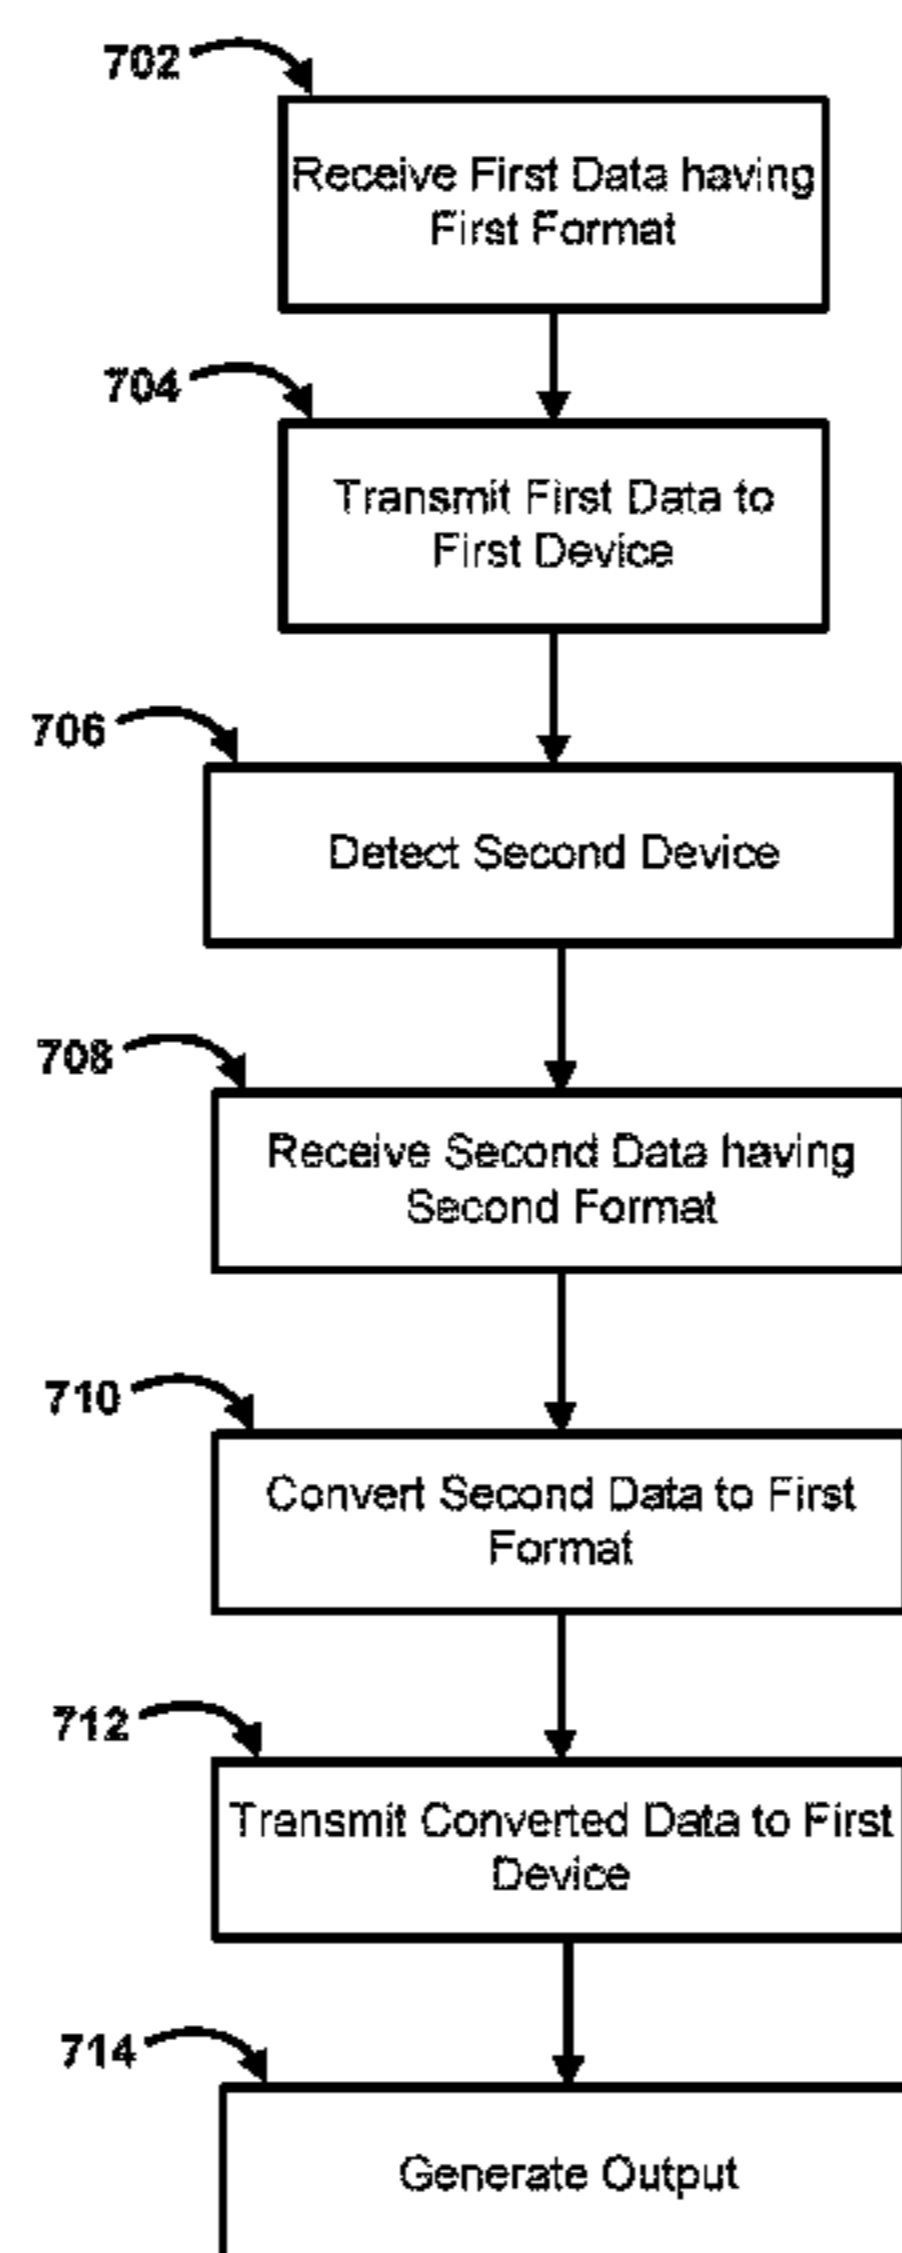 702
Receive First Data having
First Format
704
Transmit First Data to
First Device
706
Detect Second Device
708
Receive Second Data having
Second Format
710
Convert Second Data to First
Format
712
Transmit Converted Data to First
Device
714
Generate Output